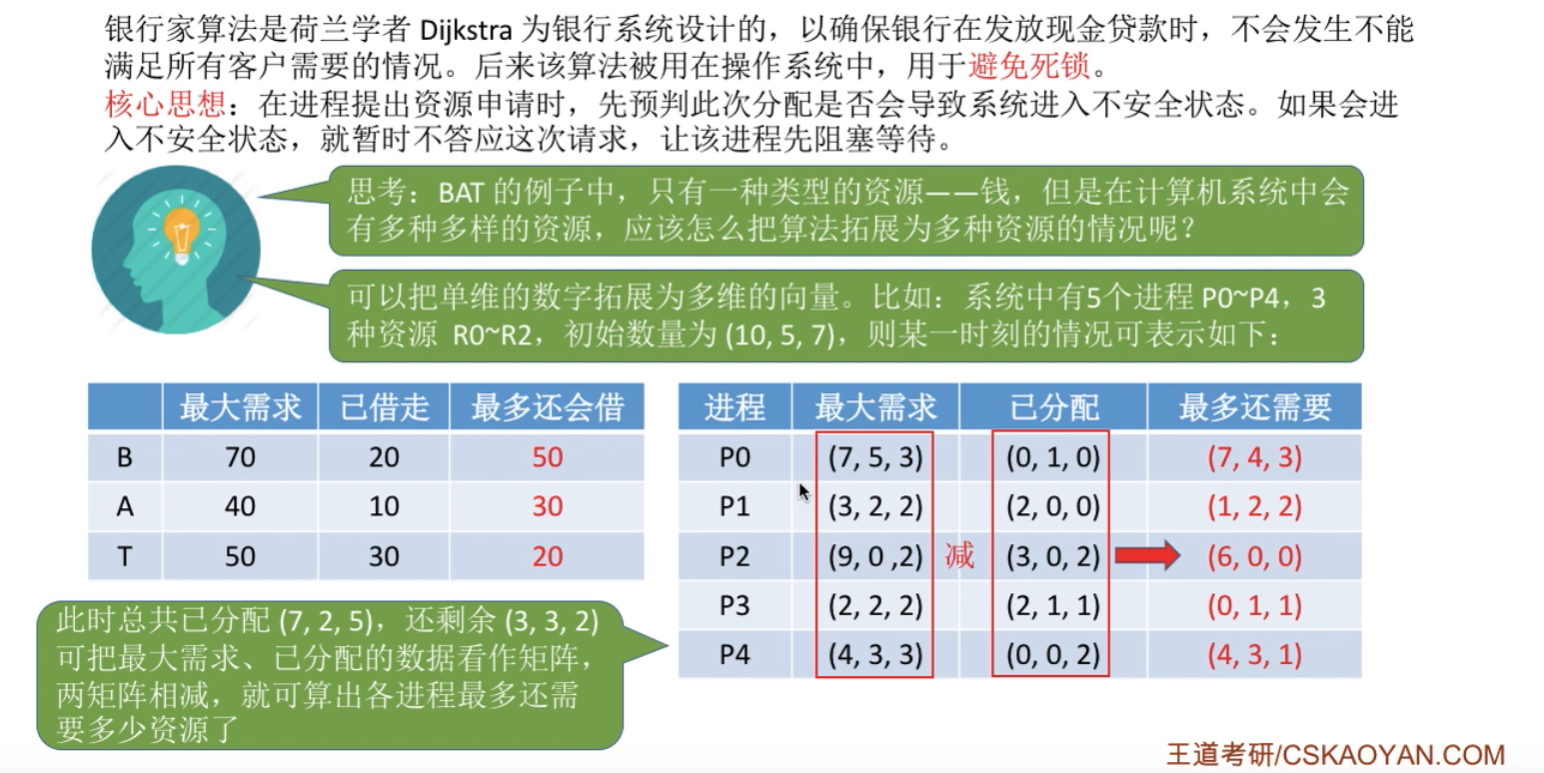 银行家算法是荷兰学者 Dijkstra 为银行系统设计的，以确保银行在发放现金贷款时，不会发生不能
满足所有客户需要的情况。后来该算法被用在操作系统中，用于避免死锁。
核心思想：在进程提出资源申请时，先预判此次分配是否会导致系统进入不安全状态。如果会进
入不安全状态，就暂时不答应这次请求，让该进程先阻塞等待。
思考：BAT 的例子中，只有一种类型的资源——钱，但是在计算机系统中会
有多种多样的资源，应该怎么把算法拓展为多种资源的情况呢？
可以把单维的数字拓展为多维的向量。比如：系统中有5个进程 P0~P4，3
种资源 R0~R2，初始数量为 (10, 5, 7)，则某一时刻的情况可表示如下：
最大需求 已借走 最多还会借
B 70 20 50
A 40 10 30
T 50 30 20
此时总共已分配 (7, 2, 5)，还剩余 (3, 3, 2)
可把最大需求、已分配的数据看作矩阵，
两矩阵相减，就可算出各进程最多还需
要多少资源了
进程 最大需求 已分配 最多还需要
P0 (7, 5, 3) (0, 1, 0) (7, 4, 3)
P1 (3, 2, 2) (2, 0, 0) (1, 2, 2)
P2 (9, 0 ,2) 减 (3, 0, 2) (6, 0, 0)
P3 (2, 2, 2) (2, 1, 1) (0, 1, 1)
P4 (4, 3, 3) (0, 0, 2) (4, 3, 1)
王道考研/CSKAOYAN.COM